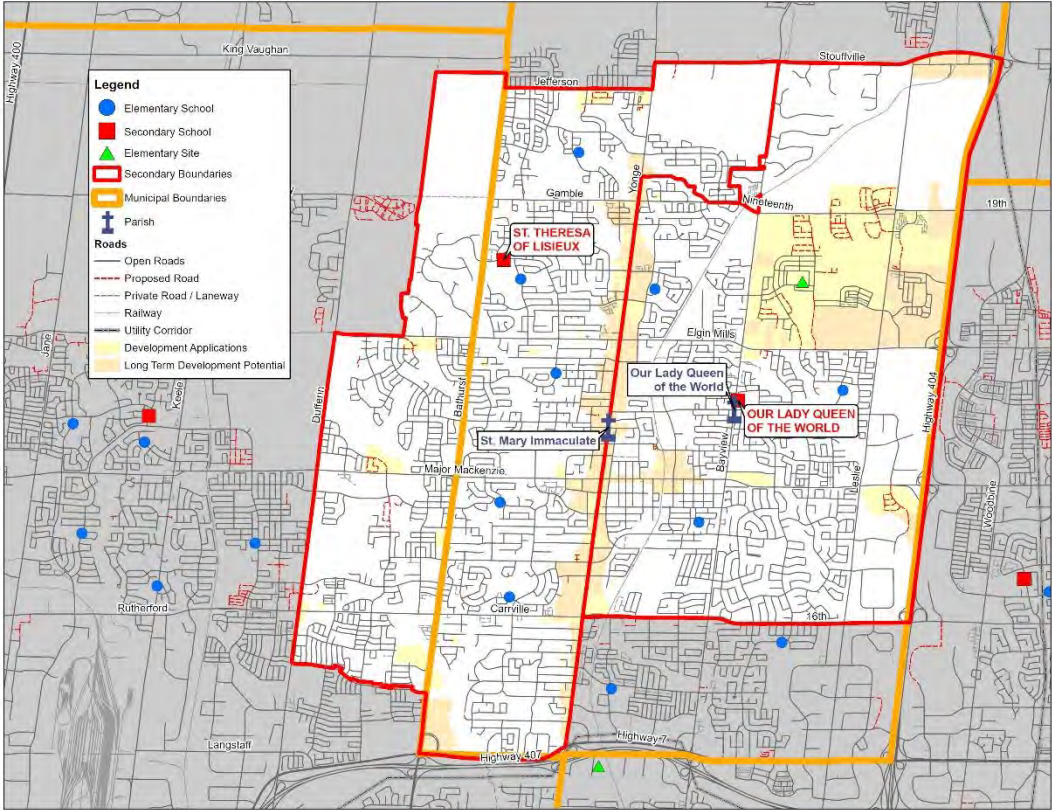 King Vaughan
Stouffville
Highway 400
Jefferson
Legend
Elementary School
Secondary School
Elementary Site
Secondary Boundaries
Municipal Boundaries
Parish
Roads
Open Roads
Proposed Road
Private Road / Laneway
Railway
Utility Corridor
Development Applications
Long Term Development Potential
Yonge
Gamble
Nineteenth
19th
ST. THERESA
OF LISIEUX
Elgin Mills
Jane
Keele
Dufferin
Bathurst
Our Lady Queen
of the World
OUR LADY QUEEN
OF THE WORLD
Highway 404
St. Mary Immaculate
Bayview
Leslie
Major Mackenzie
Woodbine
Rutherford
Carrville
16th
Langstaff
Highway 407
Highway 7